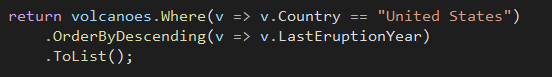 return volcanoes.Where(v => v.Country == "United States")
    .OrderByDescending(v => v.LastEruptionYear)
    .ToList();